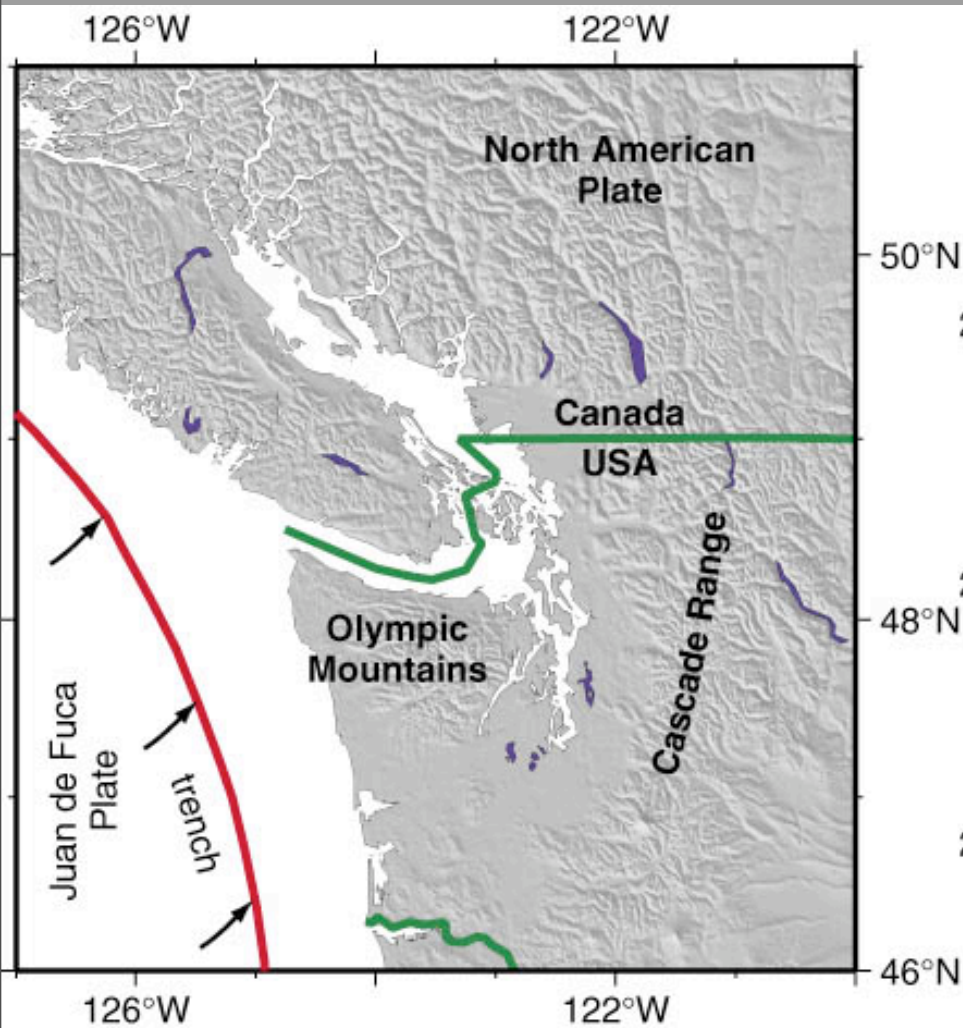 126°W
122°W
North American
Plate
50°N
Canada
USA
Cascade Range
48°N
Olympic
Mountains
Juan de Fuca
Plate
trench
46°N
126°W
122°W